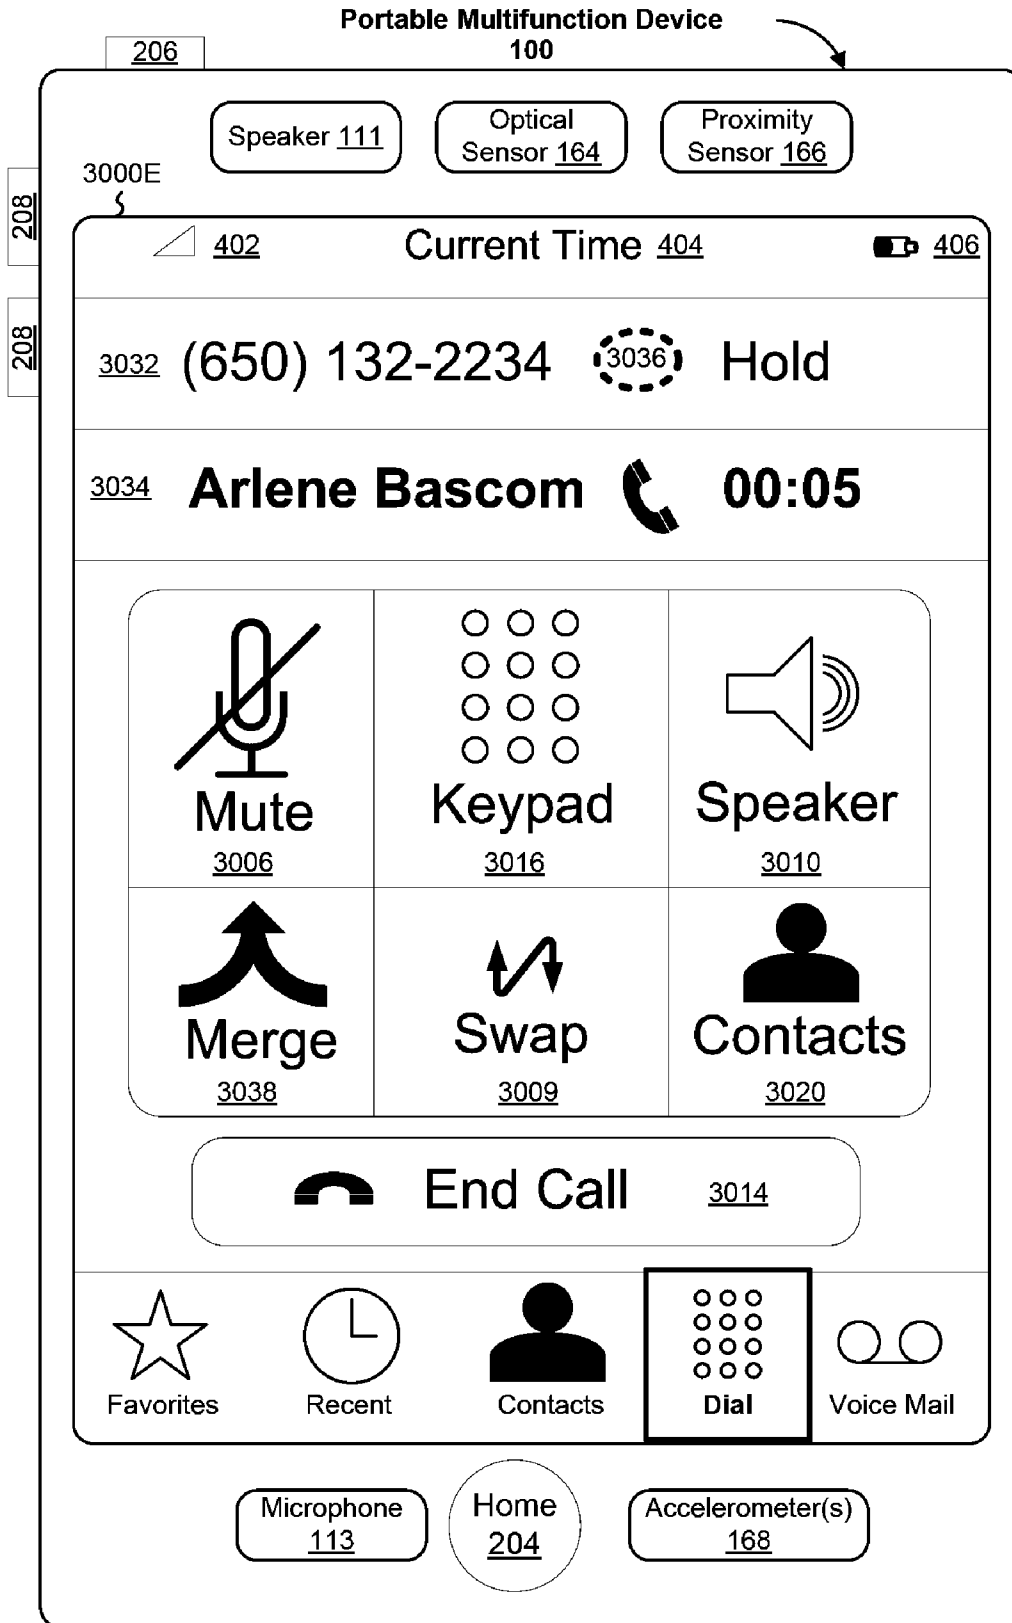 Portable Multifunction Device
100
206
Speaker 111
Optical
Sensor 164
Proximity
Sensor 166
208
3000E
402
Current Time 404
406
208
3032 (650) 132-2234 3036 Hold
3034 Arlene Bascom 00:05
Mute
3006
Keypad
3016
Speaker
3010
Merge
3038
Swap
3009
Contacts
3020
End Call 3014
Favorites
Recent
Contacts
Dial
Voice Mail
Microphone
113
Home
204
Accelerometer(s)
168